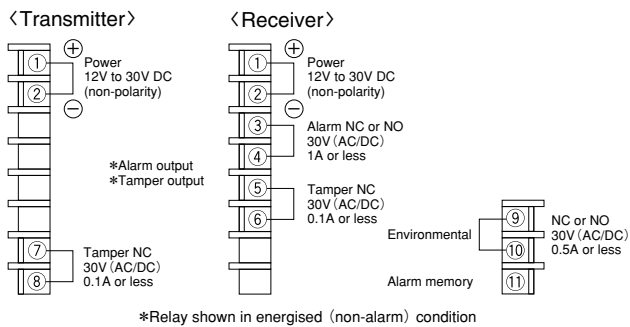 〈Transmitter〉
⊕
① Power
12V to 30V DC
② (non-polarity)
⊖
*Alarm output
*Tamper output
⑦ Tamper NC
30V (AC/DC)
⑧ 0.1A or less
〈Receiver〉
⊕
① Power
12V to 30V DC
② (non-polarity)
⊖
③ Alarm NC or NO
30V (AC/DC)
④ 1A or less
⑤ Tamper NC
30V (AC/DC)
⑥ 0.1A or less
Environmental
⑨ NC or NO
30V (AC/DC)
⑩ 0.5A or less
Alarm memory ⑪
*Relay shown in energised (non-alarm) condition